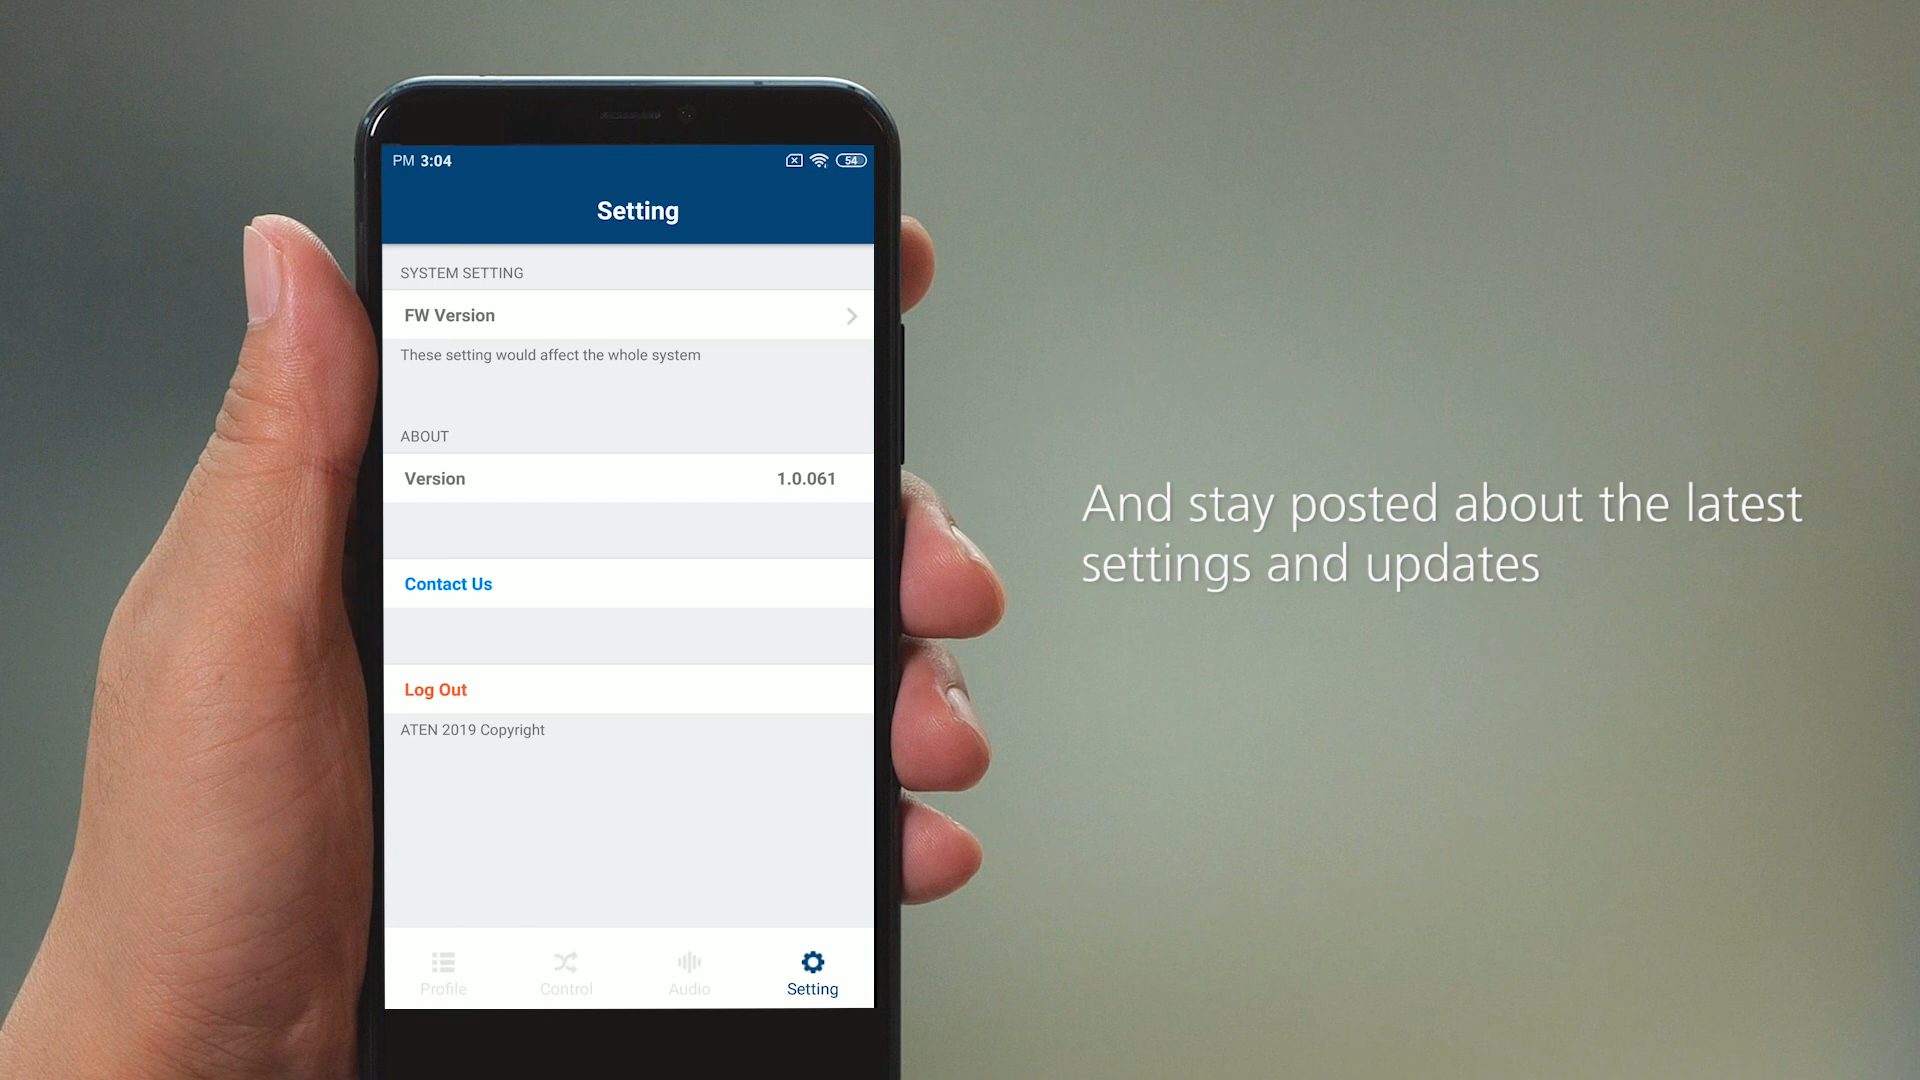 PM 3:04
54
Setting
SYSTEM SETTING
FW Version
These setting would affect the whole system
ABOUT
Version 1.0.061
Contact Us
Log Out
ATEN 2019 Copyright
Profile Control Audio Setting
And stay posted about the latest
settings and updates